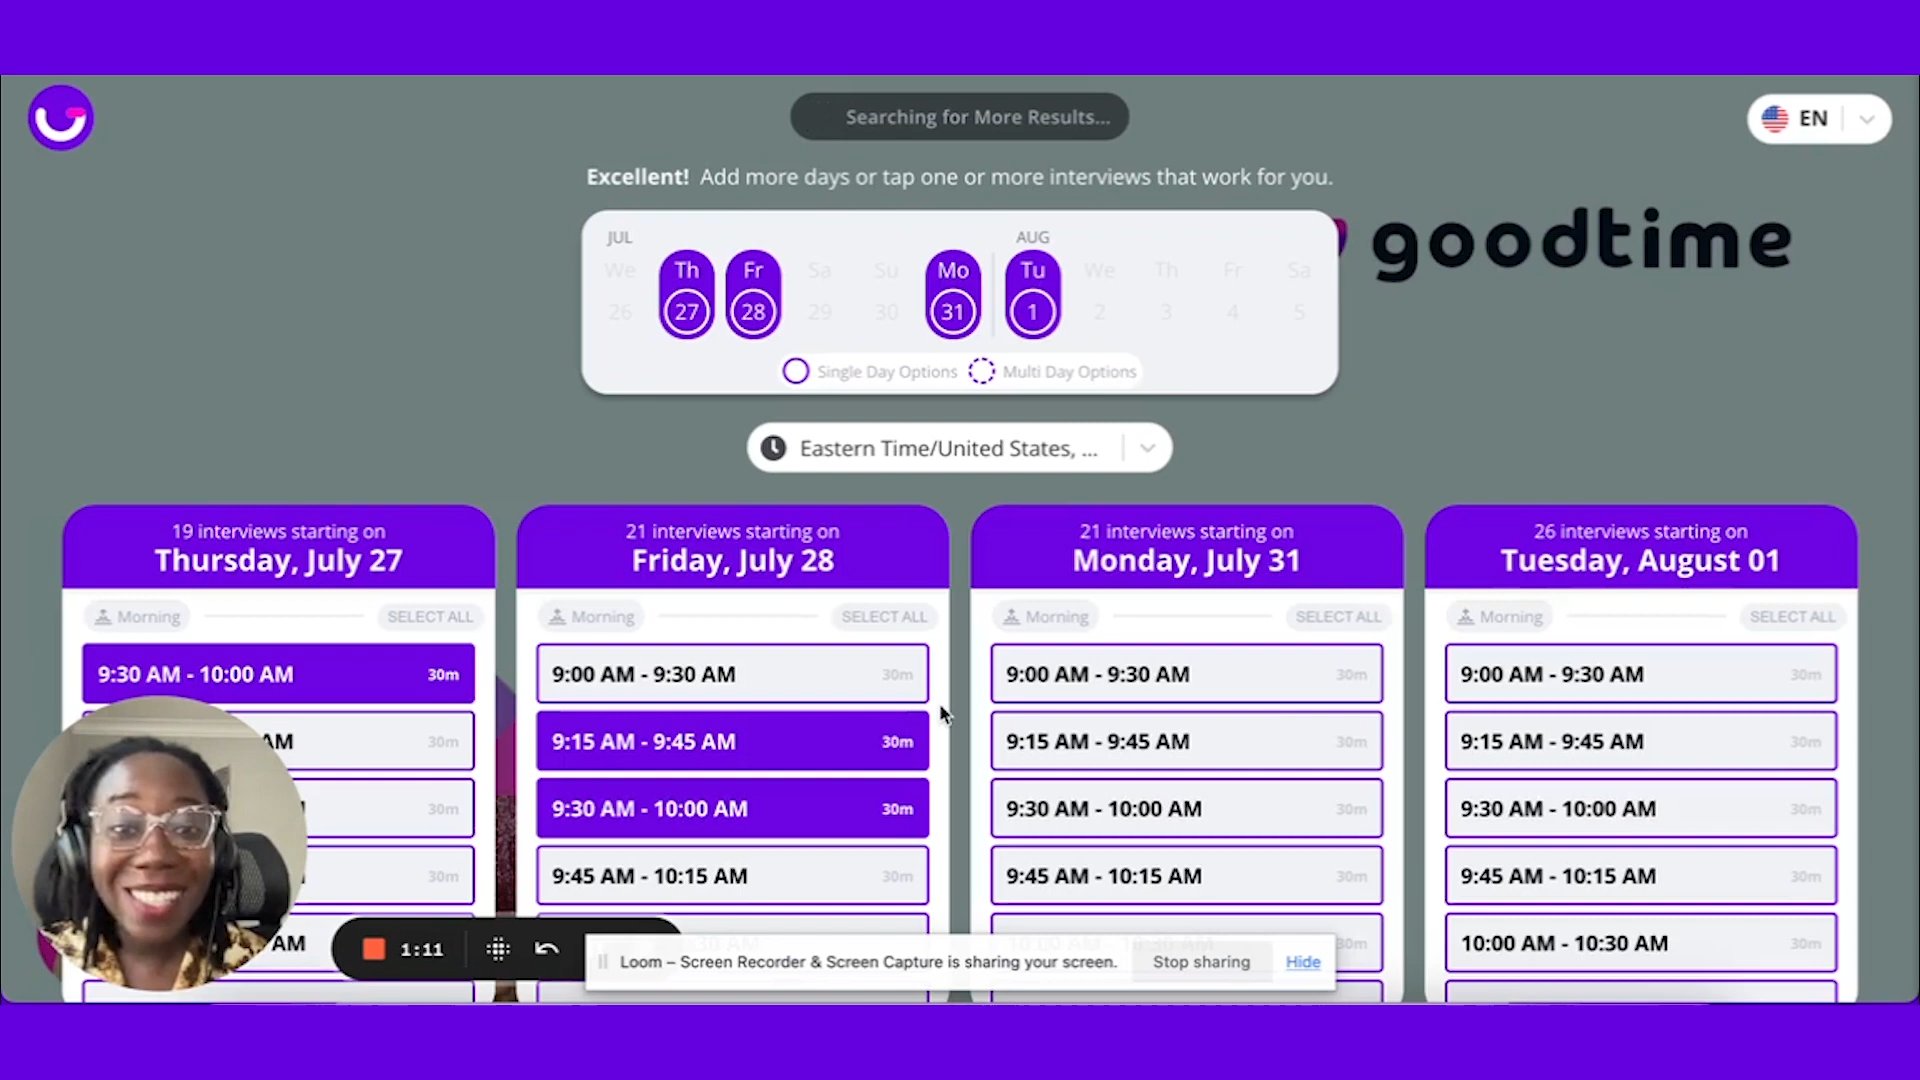 Searching for More Results...
EN
Excellent! Add more days or tap one or more interviews that work for you.
goodtime
JUL
AUG
We Th Fr Sa Su Mo Tu We Th Fr Sa
26 27 28 29 30 31 1 2 3 4 5
Single Day Options Multi Day Options
Eastern Time/United States, ...
19 interviews starting on
Thursday, July 27
Morning SELECT ALL
9:30 AM - 10:00 AM 30m
AM 30m
30m
30m
AM
21 interviews starting on
Friday, July 28
Morning SELECT ALL
9:00 AM - 9:30 AM 30m
9:15 AM - 9:45 AM 30m
9:30 AM - 10:00 AM 30m
9:45 AM - 10:15 AM 30m
21 interviews starting on
Monday, July 31
Morning SELECT ALL
9:00 AM - 9:30 AM 30m
9:15 AM - 9:45 AM 30m
9:30 AM - 10:00 AM 30m
9:45 AM - 10:15 AM 30m
30m
26 interviews starting on
Tuesday, August 01
Morning SELECT ALL
9:00 AM - 9:30 AM 30m
9:15 AM - 9:45 AM 30m
9:30 AM - 10:00 AM 30m
9:45 AM - 10:15 AM 30m
10:00 AM - 10:30 AM 30m
1:11
Loom – Screen Recorder & Screen Capture is sharing your screen. Stop sharing Hide